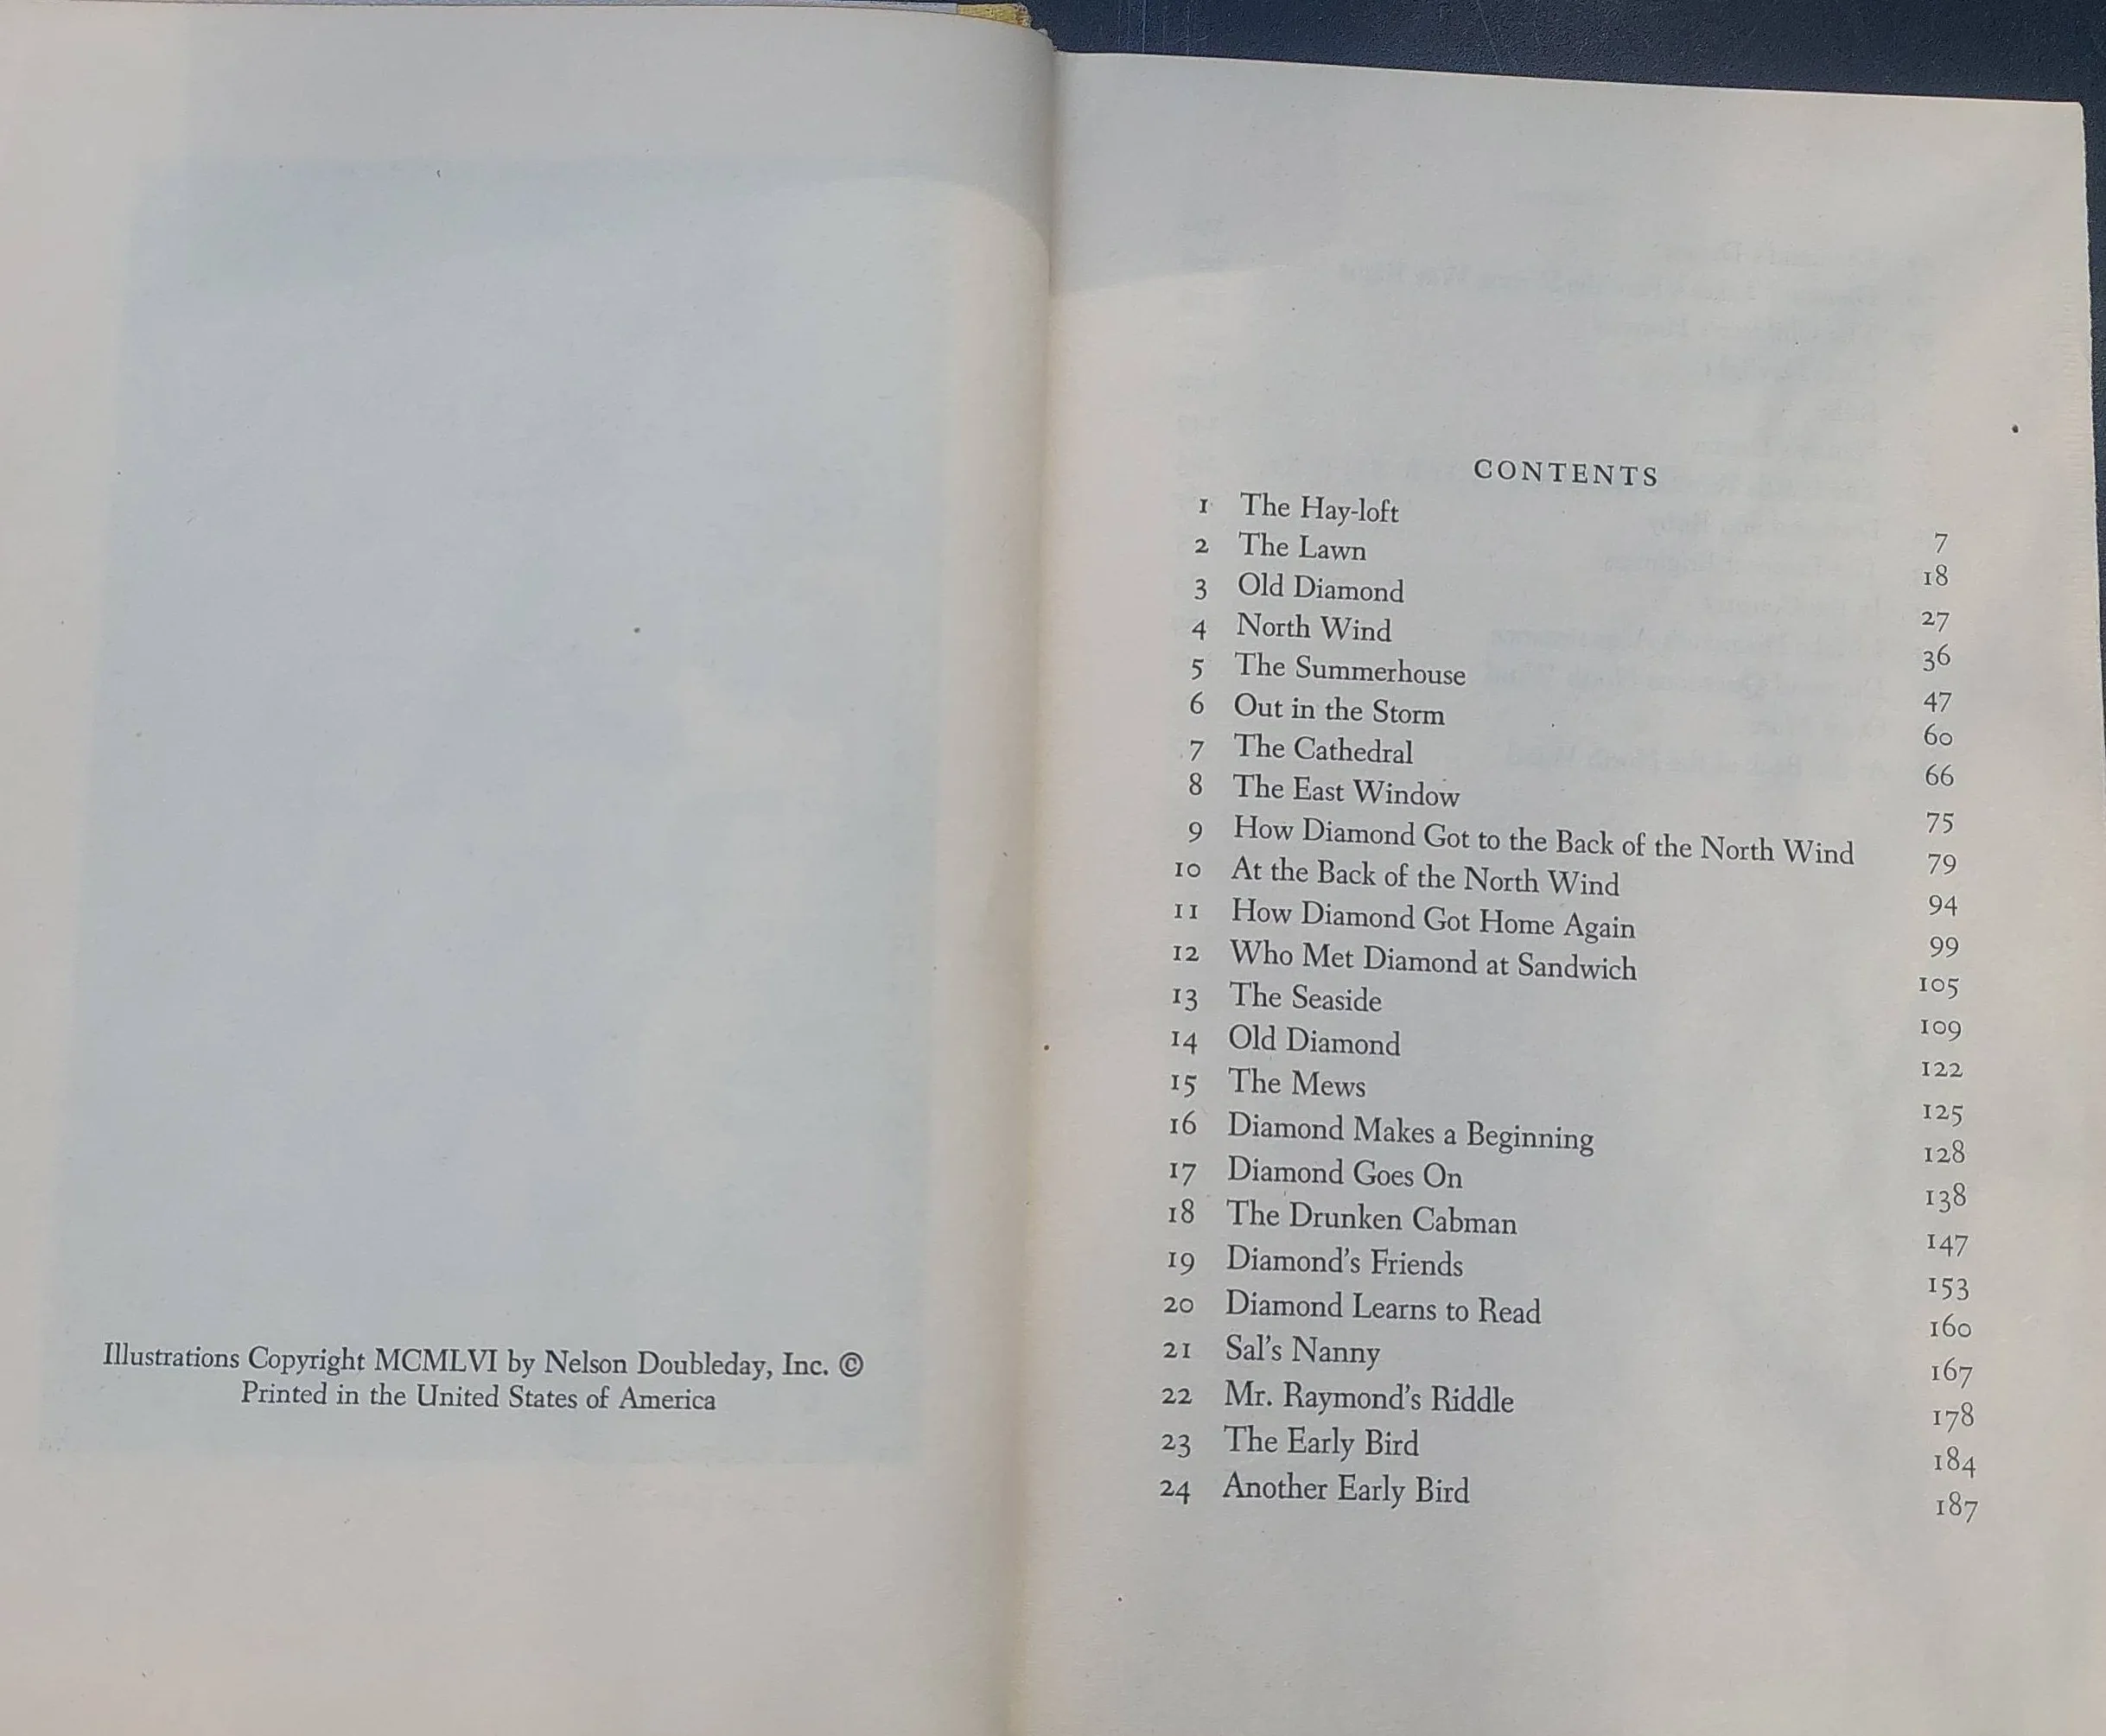 Illustrations Copyright MCMLVI by Nelson Doubleday, Inc. ©
Printed in the United States of America
CONTENTS
1 The Hay-loft 7
2 The Lawn 18
3 Old Diamond 27
4 North Wind 36
5 The Summerhouse 47
6 Out in the Storm 60
7 The Cathedral 66
8 The East Window 75
9 How Diamond Got to the Back of the North Wind 79
10 At the Back of the North Wind 94
11 How Diamond Got Home Again 99
12 Who Met Diamond at Sandwich 105
13 The Seaside 109
14 Old Diamond 122
15 The Mews 125
16 Diamond Makes a Beginning 128
17 Diamond Goes On 138
18 The Drunken Cabman 147
19 Diamond's Friends 153
20 Diamond Learns to Read 160
21 Sal's Nanny 167
22 Mr. Raymond's Riddle 178
23 The Early Bird 184
24 Another Early Bird 187